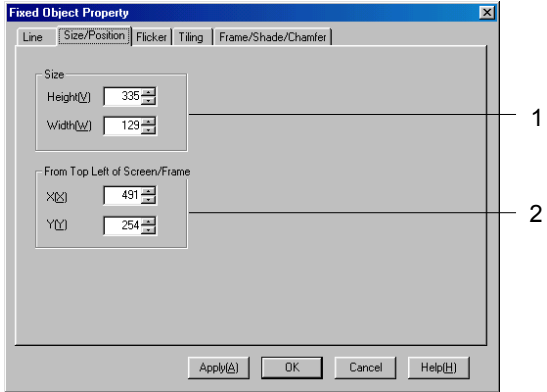 Fixed Object Property
Line Size/Position Flicker Tiling Frame/Shade/Chamfer
Size
Height(V) 335
Width(W) 129
1
From Top Left of Screen/Frame
X(X) 491
2
Y(Y) 254
Apply(A) OK Cancel Help(H)